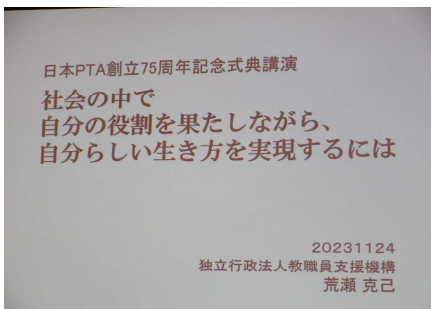 日本PTA創立75周年記念式典講演
社会の中で
自分の役割を果たしながら、
自分らしい生き方を実現するには
20231124
独立行政法人教職員支援機構
荒瀬 克己